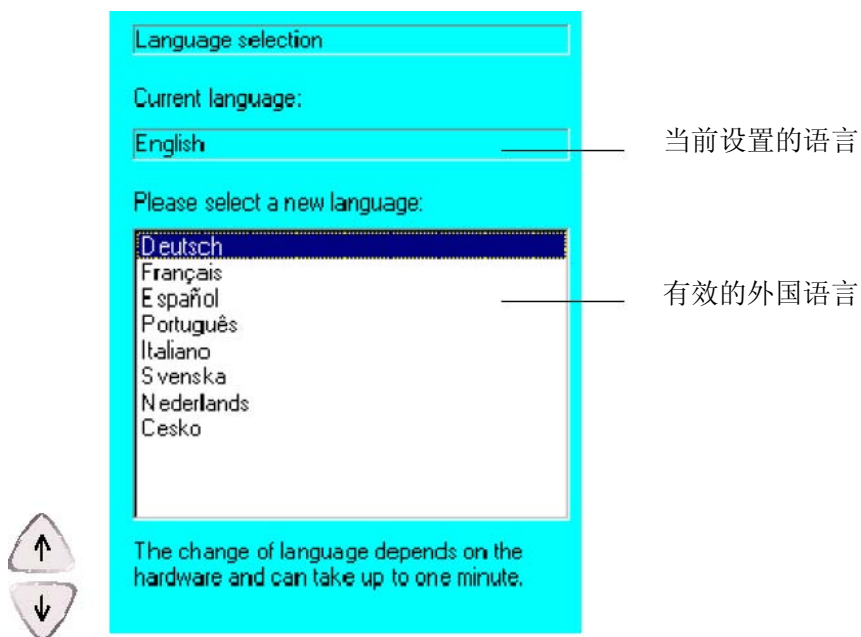 Language selection
Current language:
English
当前设置的语言
Please select a new language:
Deutsch
Français
Español
有效的外国语言
Português
Italiano
Svenska
Nederlands
Cesko
The change of language depends on the
hardware and can take up to one minute.